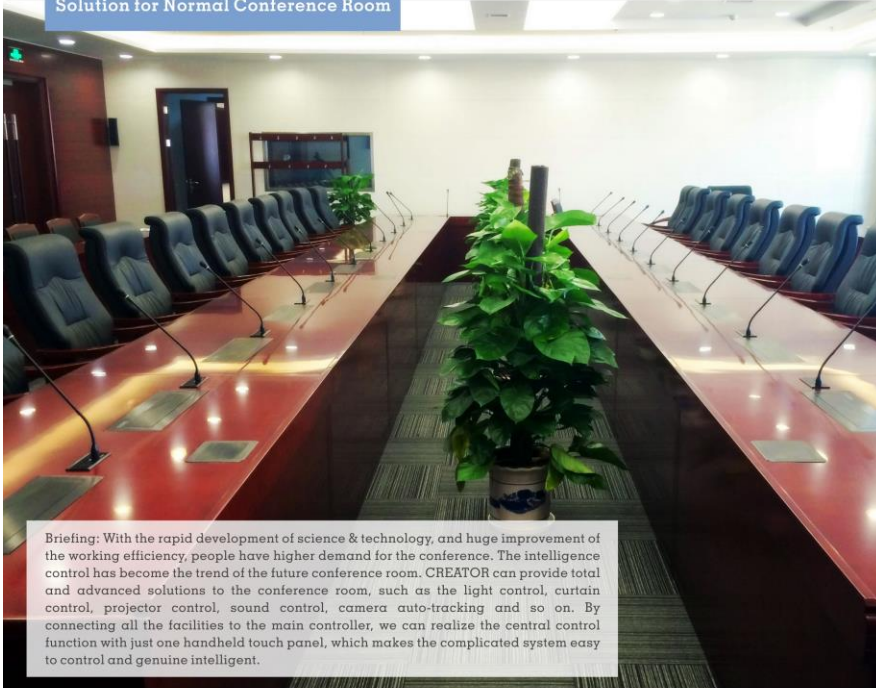 Solution for Normal Conference Room
Briefing: With the rapid development of science & technology, and huge improvement of
the working efficiency, people have higher demand for the conference. The intelligence
control has become the trend of the future conference room. CREATOR can provide total
and advanced solutions to the conference room, such as the light control, curtain
control, projector control, sound control, camera auto-tracking and so on. By
connecting all the facilities to the main controller, we can realize the central control
function with just one handheld touch panel, which makes the complicated system easy
to control and genuine intelligent.